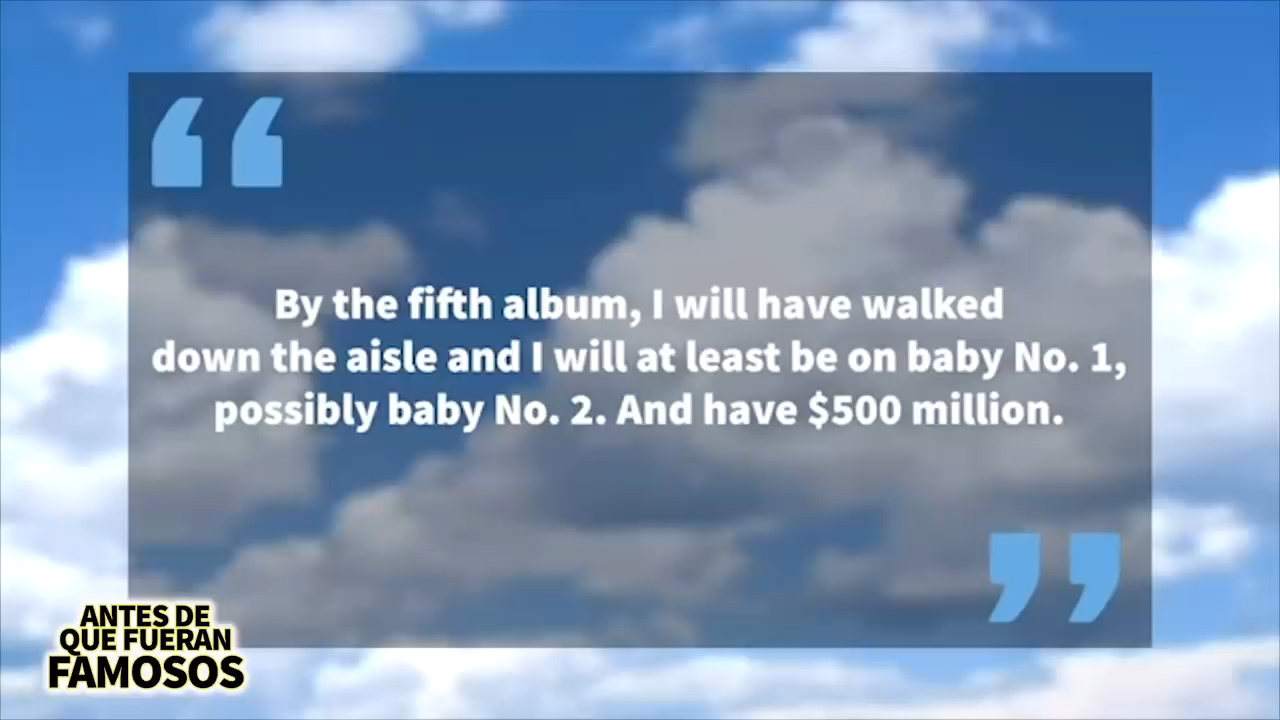 By the fifth album, I will have walked
down the aisle and I will at least be on baby No. 1,
possibly baby No. 2. And have $500 million.
ANTES DE
QUE FUERAN
FAMOSOS